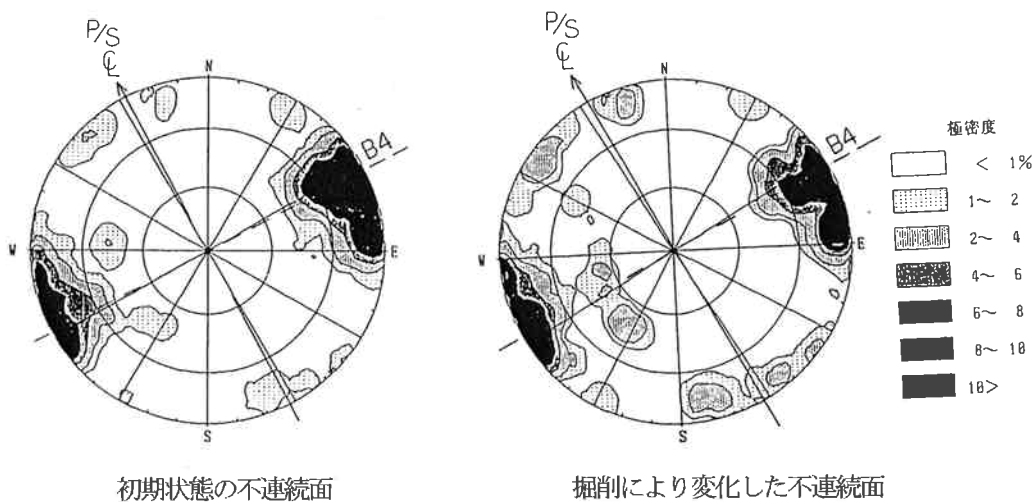 P/S
CL
N
B4
W
E
S
初期状態の不連続面
P/S
CL
N
B4
W
E
S
掘削により変化した不連続面
極密度
< 1%
1~ 2
2~ 4
4~ 6
6~ 8
8~ 10
10>